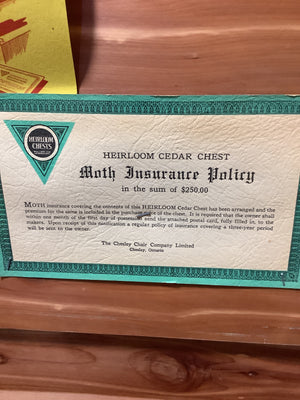 HEIRLOOM
CHESTS
HEIRLOOM CEDAR CHEST
Moth Insurance Policy
in the sum of $250.00
MOTH insurance covering the contents of this HEIRLOOM Cedar Chest has been arranged and the
premium for the same is included in the purchase price of the chest. It is required that the owner shall
within one month of the first day of possession send the attached postal card, fully filled in, to the
insurers. Upon receipt of this notification a regular policy of insurance covering a three-year period
will be sent to the owner.
The Chesley Chair Company Limited
Chesley, Ontario